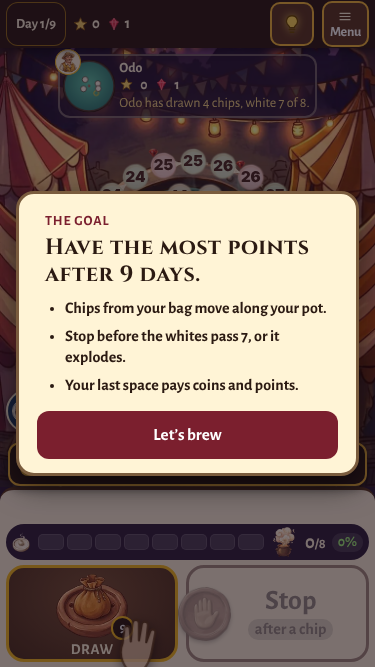 Day 1/9
0
1
Menu
Odo
0
1
Odo has drawn 4 chips, white 7 of 8.
24
25
25
26
26
THE GOAL
HAVE THE MOST POINTS
AFTER 9 DAYS.
• Chips from your bag move along your pot.
• Stop before the whites pass 7, or it
explodes.
• Your last space pays coins and points.
Let's brew
0/8
0%
DRAW
Stop
after a chip